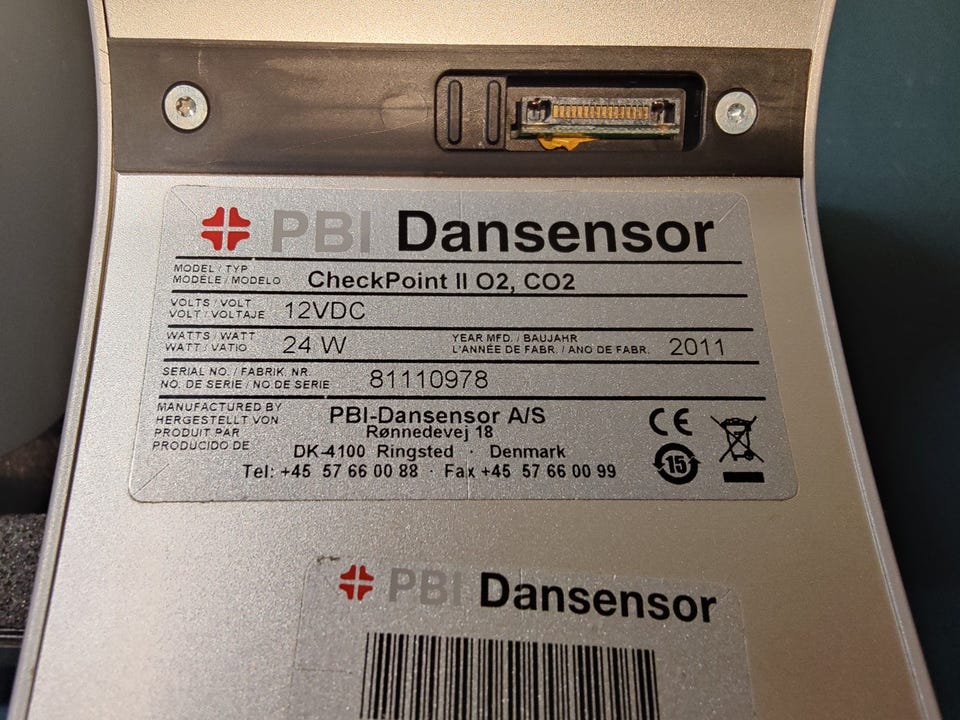 PBI Dansensor
MODEL / TYP
MODÈLE / MODELO CheckPoint II O2, CO2
VOLTS / VOLT
VOLT / VOLTAJE 12VDC
WATTS / WATT
WATT / VATIO 24 W
YEAR MFD. / BAUJAHR
L'ANNÉE DE FABR. / ANO DE FABR. 2011
SERIAL NO. / FABRIK. NR.
NO. DE SERIE / NO DE SERIE 81110978
MANUFACTURED BY
HERGESTELLT VON
PRODUIT PAR
PRODUCIDO DE
PBI-Dansensor A/S
Rønnedevej 18
DK-4100 Ringsted · Denmark
Tel: +45 57 66 00 88 · Fax +45 57 66 00 99
CE
15
PBI Dansensor